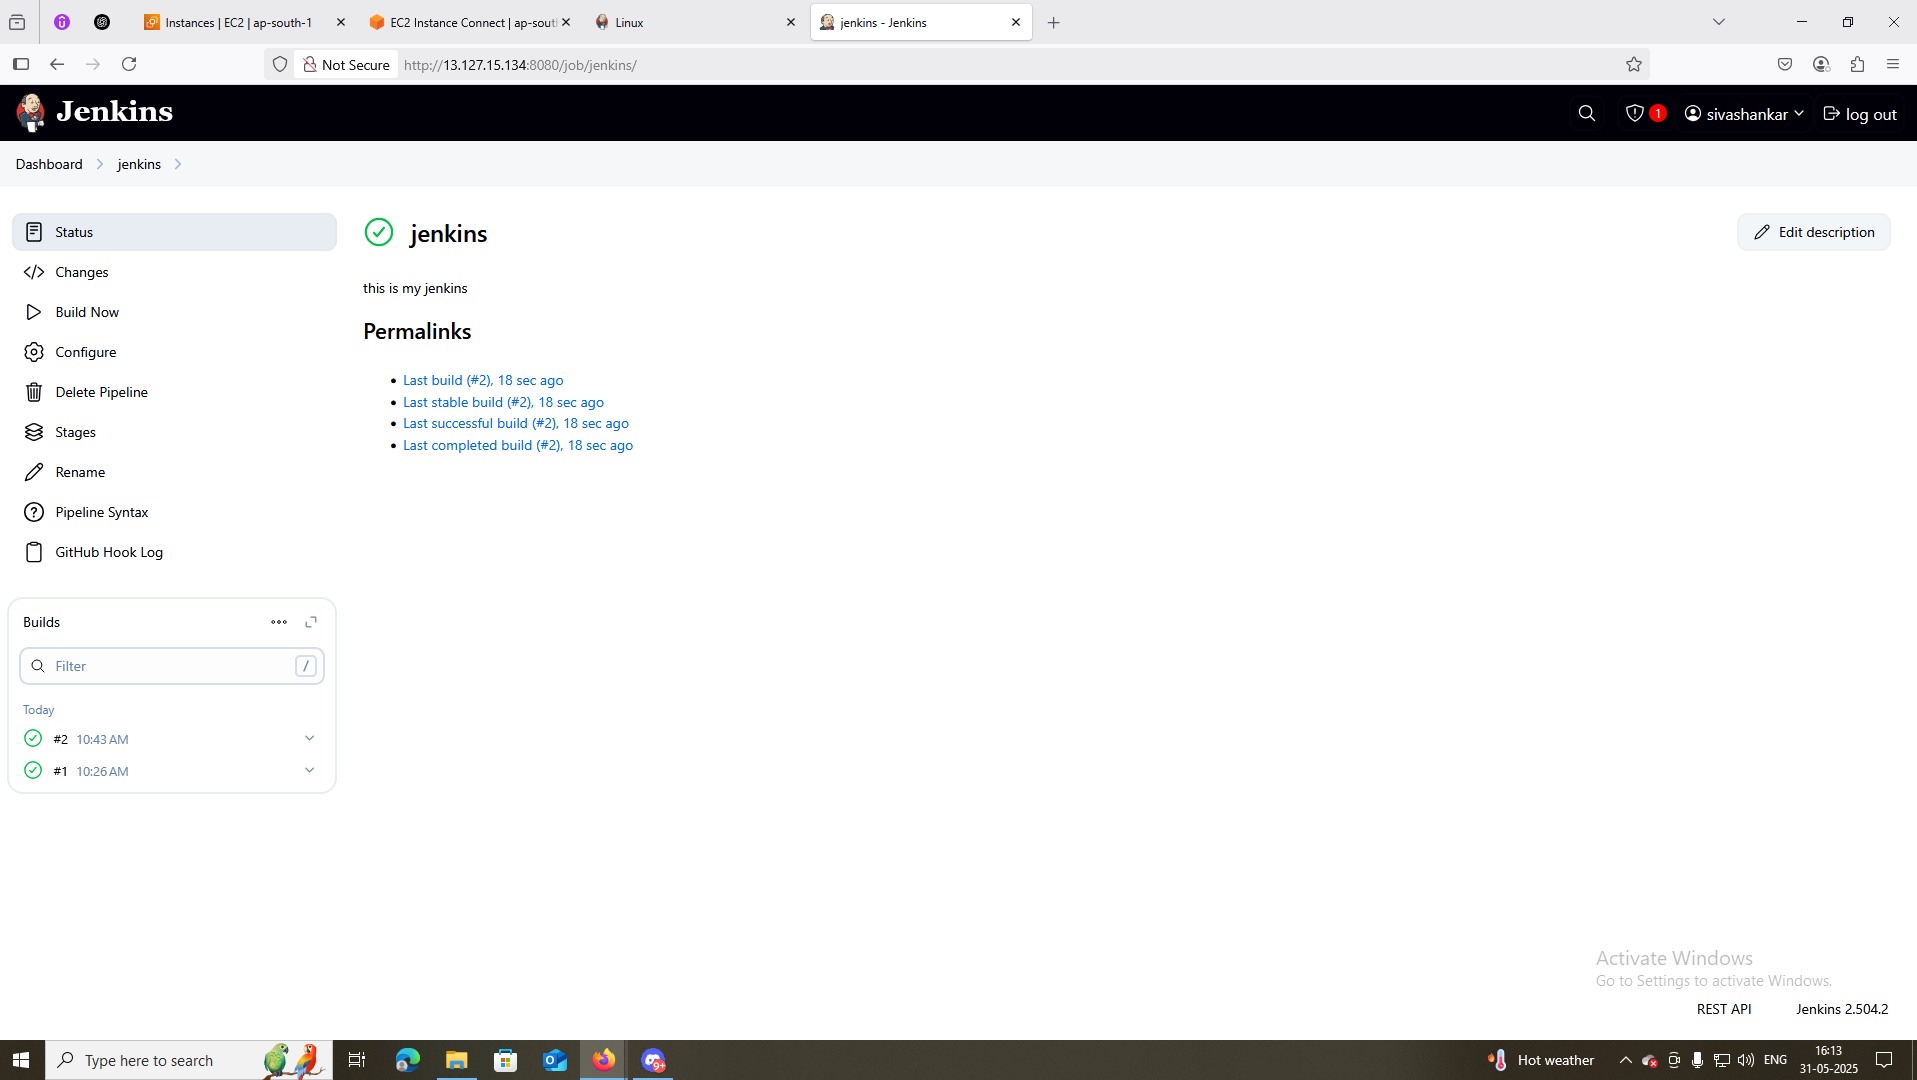 Instances | EC2 | ap-south-1
EC2 Instance Connect | ap-sout
Linux
jenkins - Jenkins
Not Secure
http://13.127.15.134:8080/job/jenkins/
Jenkins
1
sivashankar
log out
Dashboard
jenkins
Status
Changes
Build Now
Configure
Delete Pipeline
Stages
Rename
Pipeline Syntax
GitHub Hook Log
jenkins
Edit description
this is my jenkins
Permalinks
Last build (#2), 18 sec ago
Last stable build (#2), 18 sec ago
Last successful build (#2), 18 sec ago
Last completed build (#2), 18 sec ago
Builds
Filter
/
Today
#2 10:43 AM
#1 10:26 AM
Activate Windows
Go to Settings to activate Windows.
REST API
Jenkins 2.504.2
Type here to search
9+
Hot weather
ENG
16:13
31-05-2025